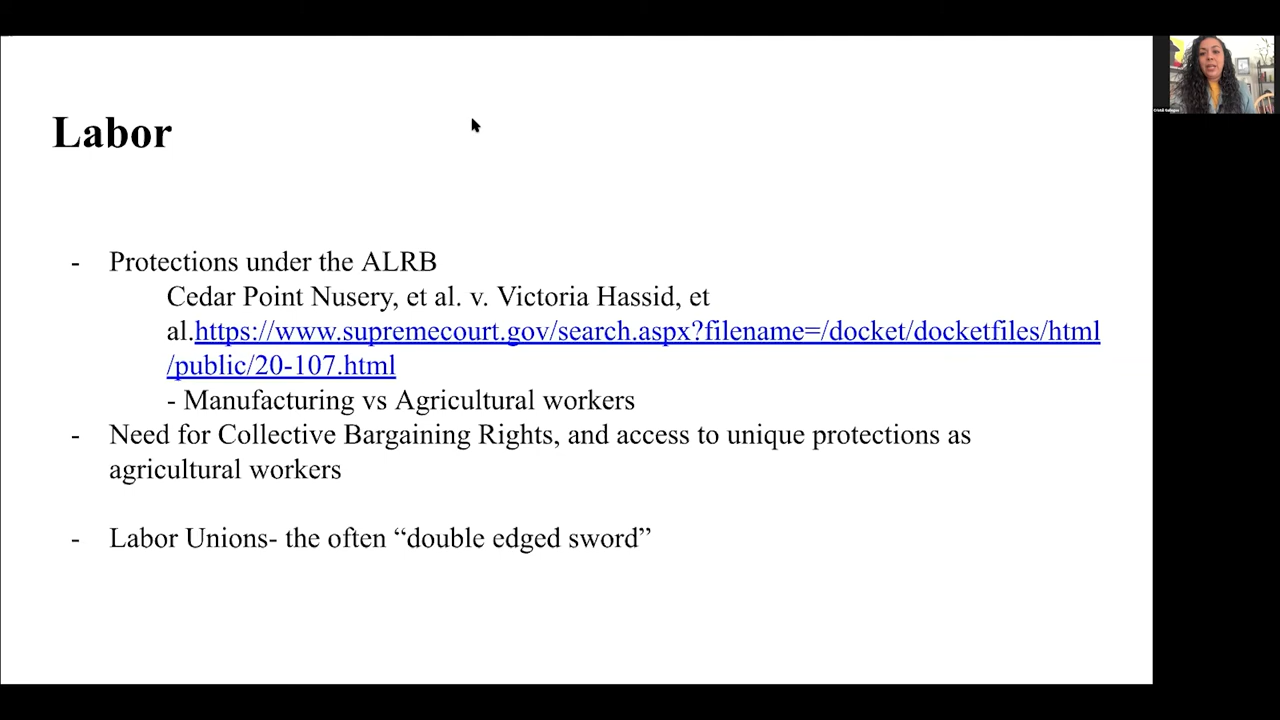 Labor
- Protections under the ALRB
Cedar Point Nusery, et al. v. Victoria Hassid, et
al.https://www.supremecourt.gov/search.aspx?filename=/docket/docketfiles/html
/public/20-107.html
- Manufacturing vs Agricultural workers
- Need for Collective Bargaining Rights, and access to unique protections as
agricultural workers
- Labor Unions- the often “double edged sword”